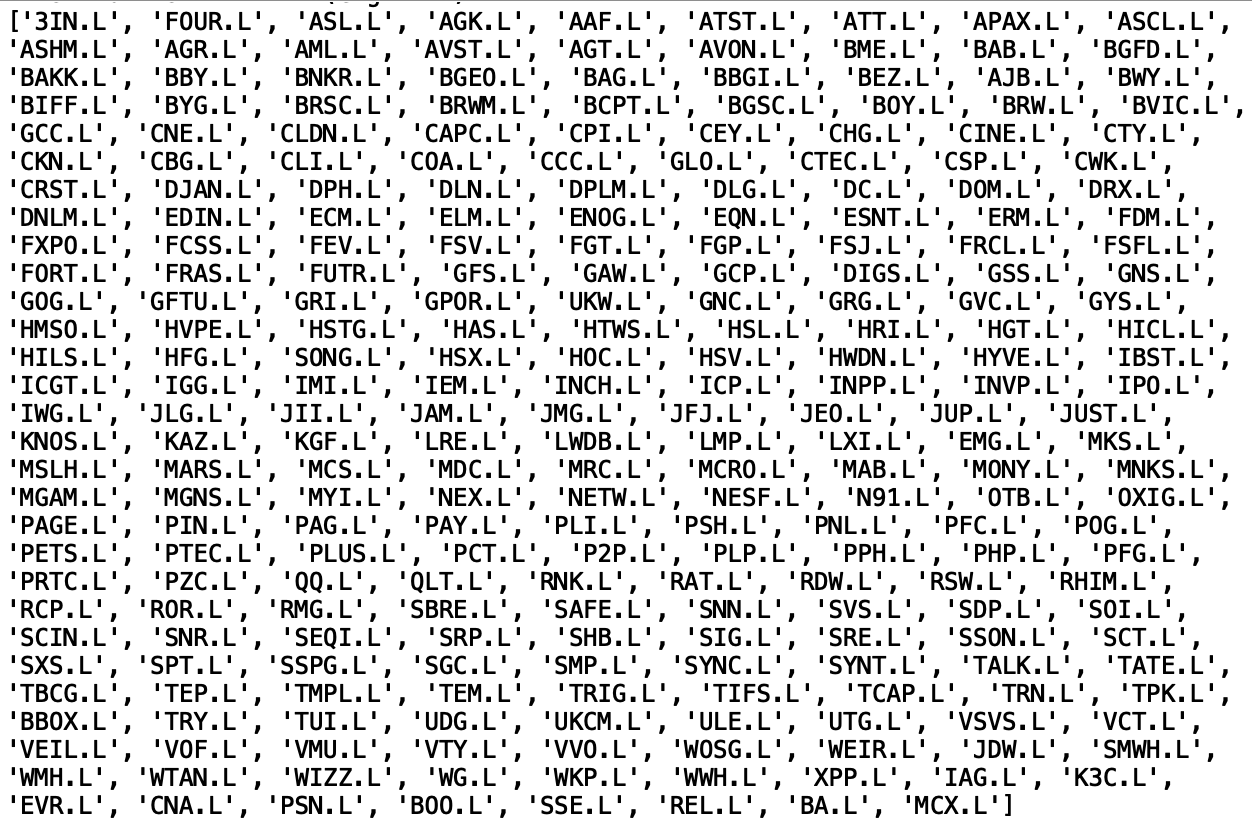 ['3IN.L', 'FOUR.L', 'ASL.L', 'AGK.L', 'AAF.L', 'ATST.L', 'ATT.L', 'APAX.L', 'ASCL.L',
'ASHM.L', 'AGR.L', 'AML.L', 'AVST.L', 'AGT.L', 'AVON.L', 'BME.L', 'BAB.L', 'BGFD.L',
'BAKK.L', 'BBY.L', 'BNKR.L', 'BGEO.L', 'BAG.L', 'BBGI.L', 'BEZ.L', 'AJB.L', 'BWY.L',
'BIFF.L', 'BYG.L', 'BRSC.L', 'BRWM.L', 'BCPT.L', 'BGSC.L', 'BOY.L', 'BRW.L', 'BVIC.L',
'GCC.L', 'CNE.L', 'CLDN.L', 'CAPC.L', 'CPI.L', 'CEY.L', 'CHG.L', 'CINE.L', 'CTY.L',
'CKN.L', 'CBG.L', 'CLI.L', 'COA.L', 'CCC.L', 'GLO.L', 'CTEC.L', 'CSP.L', 'CWK.L',
'CRST.L', 'DJAN.L', 'DPH.L', 'DLN.L', 'DPLM.L', 'DLG.L', 'DC.L', 'DOM.L', 'DRX.L',
'DNLM.L', 'EDIN.L', 'ECM.L', 'ELM.L', 'ENOG.L', 'EQN.L', 'ESNT.L', 'ERM.L', 'FDM.L',
'FXPO.L', 'FCSS.L', 'FEV.L', 'FSV.L', 'FGT.L', 'FGP.L', 'FSJ.L', 'FRCL.L', 'FSFL.L',
'FORT.L', 'FRAS.L', 'FUTR.L', 'GFS.L', 'GAW.L', 'GCP.L', 'DIGS.L', 'GSS.L', 'GNS.L',
'GOG.L', 'GFTU.L', 'GRI.L', 'GPOR.L', 'UKW.L', 'GNC.L', 'GRG.L', 'GVC.L', 'GYS.L',
'HMSO.L', 'HVPE.L', 'HSTG.L', 'HAS.L', 'HTWS.L', 'HSL.L', 'HRI.L', 'HGT.L', 'HICL.L',
'HILS.L', 'HFG.L', 'SONG.L', 'HSX.L', 'HOC.L', 'HSV.L', 'HWDN.L', 'HYVE.L', 'IBST.L',
'ICGT.L', 'IGG.L', 'IMI.L', 'IEM.L', 'INCH.L', 'ICP.L', 'INPP.L', 'INVP.L', 'IPO.L',
'IWG.L', 'JLG.L', 'JII.L', 'JAM.L', 'JMG.L', 'JFJ.L', 'JEO.L', 'JUP.L', 'JUST.L',
'KNOS.L', 'KAZ.L', 'KGF.L', 'LRE.L', 'LWDB.L', 'LMP.L', 'LXI.L', 'EMG.L', 'MKS.L',
'MSLH.L', 'MARS.L', 'MCS.L', 'MDC.L', 'MRC.L', 'MCRO.L', 'MAB.L', 'MONY.L', 'MNKS.L',
'MGAM.L', 'MGNS.L', 'MYI.L', 'NEX.L', 'NETW.L', 'NESF.L', 'N91.L', 'OTB.L', 'OXIG.L',
'PAGE.L', 'PIN.L', 'PAG.L', 'PAY.L', 'PLI.L', 'PSH.L', 'PNL.L', 'PFC.L', 'POG.L',
'PETS.L', 'PTEC.L', 'PLUS.L', 'PCT.L', 'P2P.L', 'PLP.L', 'PPH.L', 'PHP.L', 'PFG.L',
'PRTC.L', 'PZC.L', 'QQ.L', 'QLT.L', 'RNK.L', 'RAT.L', 'RDW.L', 'RSW.L', 'RHIM.L',
'RCP.L', 'ROR.L', 'RMG.L', 'SBRE.L', 'SAFE.L', 'SNN.L', 'SVS.L', 'SDP.L', 'SOI.L',
'SCIN.L', 'SNR.L', 'SEQI.L', 'SRP.L', 'SHB.L', 'SIG.L', 'SRE.L', 'SSON.L', 'SCT.L',
'SXS.L', 'SPT.L', 'SSPG.L', 'SGC.L', 'SMP.L', 'SYNC.L', 'SYNT.L', 'TALK.L', 'TATE.L',
'TBCG.L', 'TEP.L', 'TMPL.L', 'TEM.L', 'TRIG.L', 'TIFS.L', 'TCAP.L', 'TRN.L', 'TPK.L',
'BBOX.L', 'TRY.L', 'TUI.L', 'UDG.L', 'UKCM.L', 'ULE.L', 'UTG.L', 'VSVS.L', 'VCT.L',
'VEIL.L', 'VOF.L', 'VMU.L', 'VTY.L', 'VVO.L', 'WOSG.L', 'WEIR.L', 'JDW.L', 'SMWH.L',
'WMH.L', 'WTAN.L', 'WIZZ.L', 'WG.L', 'WKP.L', 'WWH.L', 'XPP.L', 'IAG.L', 'K3C.L',
'EVR.L', 'CNA.L', 'PSN.L', 'BOO.L', 'SSE.L', 'REL.L', 'BA.L', 'MCX.L']